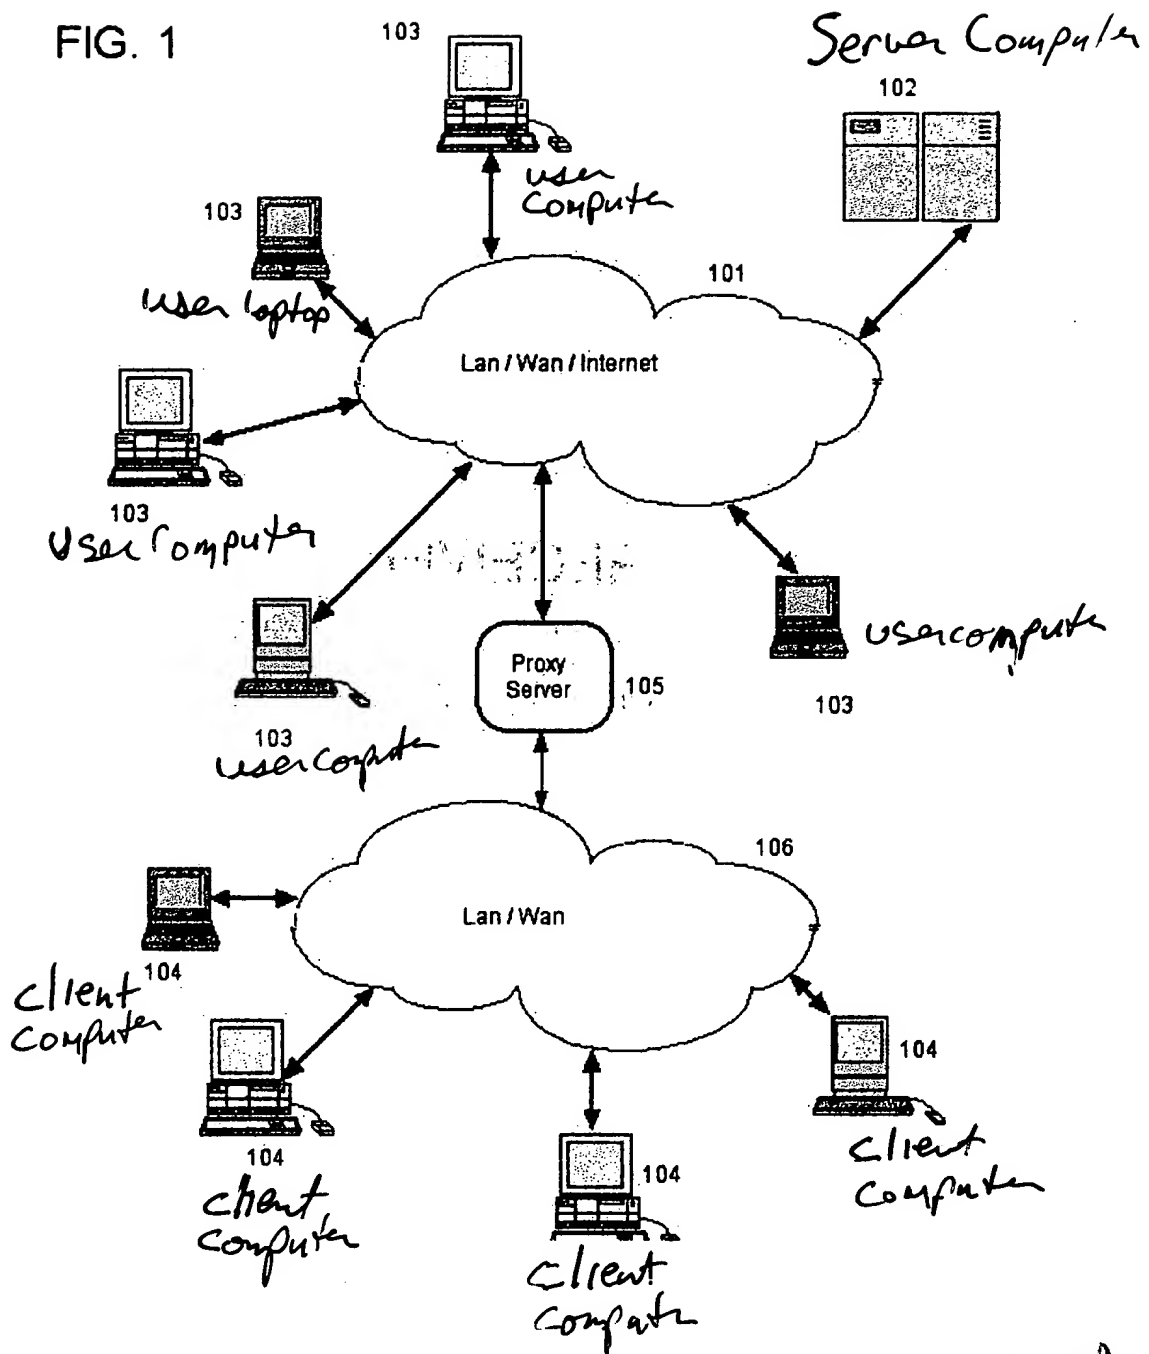 FIG. 1
103
Server Computer
102
user
computer
103
user laptop
101
Lan / Wan / Internet
103
User Computer
Proxy
Server
105
usercomputer
103
103
usercomputer
106
Lan / Wan
104
client
computer
104
client
computer
104
client
computer
104
client
computer